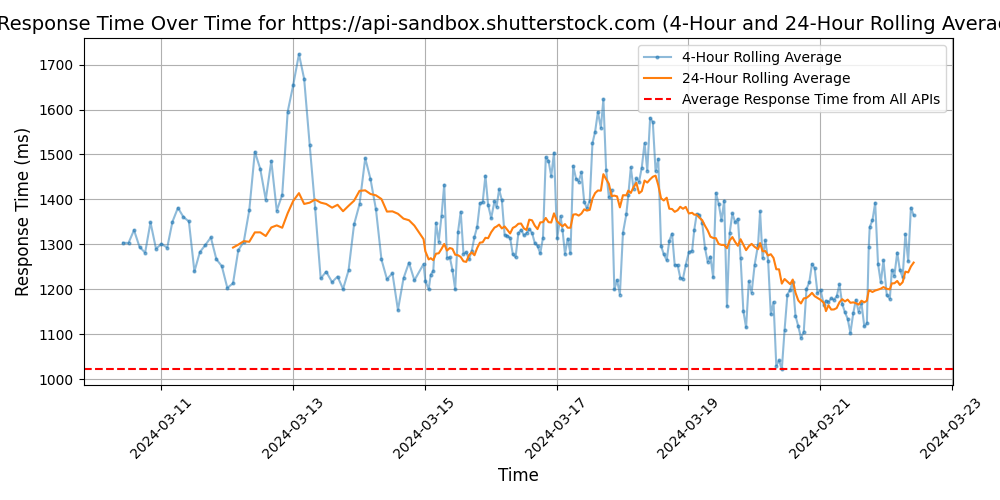 Response Time Over Time for https://api-sandbox.shutterstock.com (4-Hour and 24-Hour Rolling
4-Hour Rolling Average
24-Hour Rolling Average
Average Response Time from All APIs
Response Time (ms)
1700
1600
1500
1400
1300
1200
1100
1000
2024-03-11
2024-03-13
2024-03-15
2024-03-17
2024-03-19
2024-03-21
2024-03-23
Time